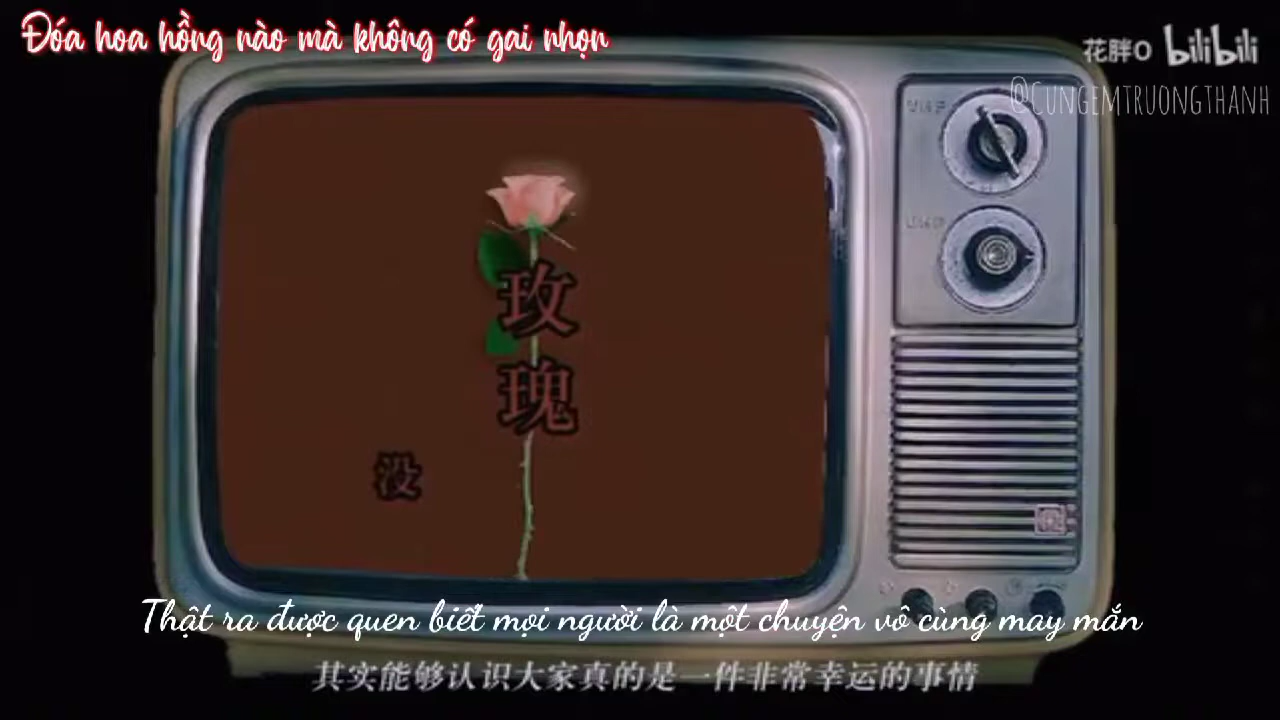 Đóa hoa hồng nào mà không có gai nhọn
花胖O bilibili
@CUNGEMTRUONGTHANH
玫
瑰
没
Thật ra được quen biết mọi người là một chuyện vô cùng may mắn
其实能够认识大家真的是一件非常幸运的事情